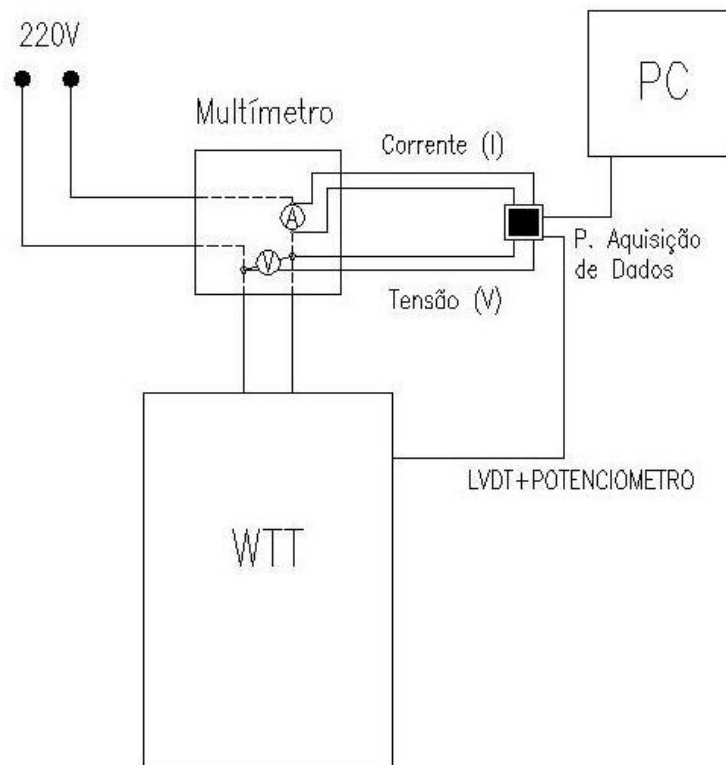 220V
PC
Multímetro
Corrente (I)
A
P. Aquisição
de Dados
V
Tensão (V)
LVDT+POTENCIOMETRO
WTT